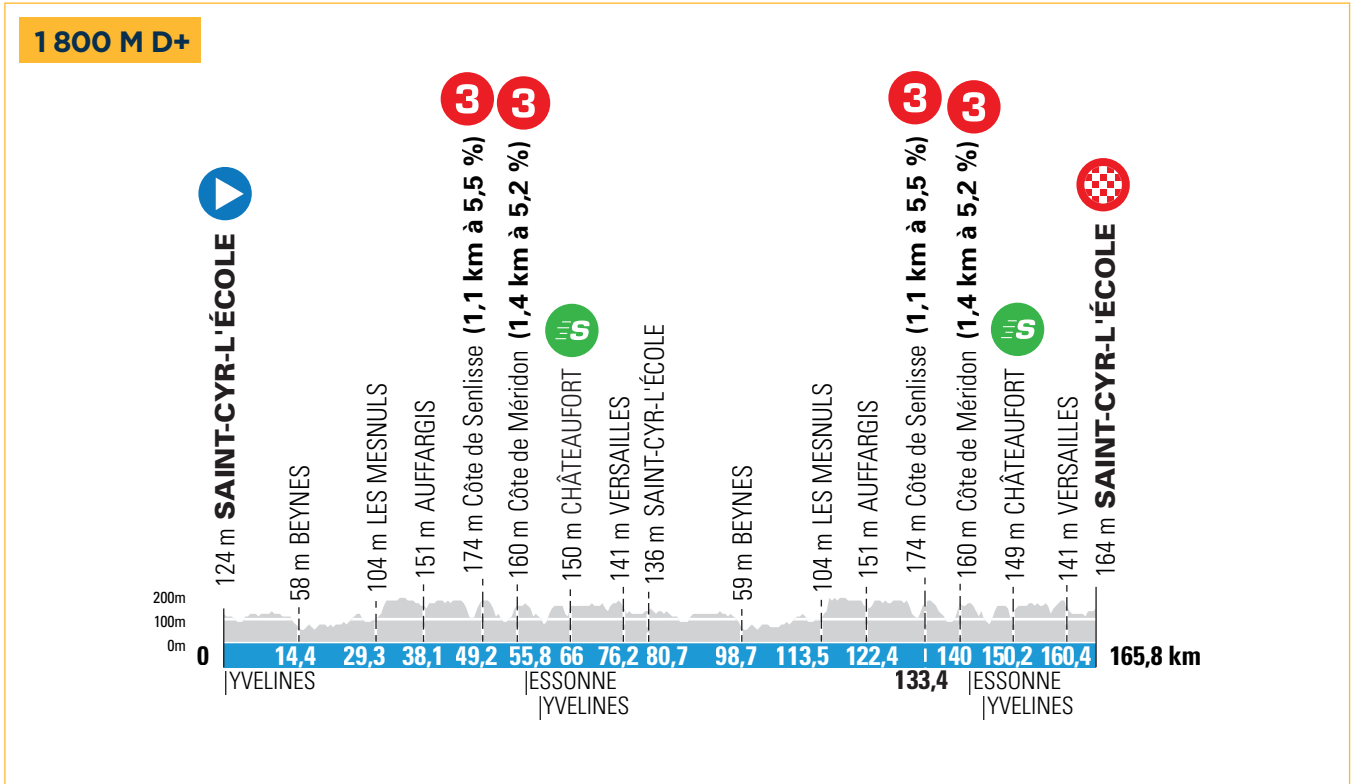 1 800 M D+
3
3
3
3
124 m SAINT-CYR-L'ÉCOLE
58 m BEYNES
104 m LES MESNULS
151 m AUFFARGIS
174 m Côte de Senlisse (1,1 km à 5,5 %)
160 m Côte de Méridon (1,4 km à 5,2 %)
S
150 m CHÂTEAUFORT
141 m VERSAILLES
136 m SAINT-CYR-L'ÉCOLE
59 m BEYNES
104 m LES MESNULS
151 m AUFFARGIS
174 m Côte de Senlisse (1,1 km à 5,5 %)
160 m Côte de Méridon (1,4 km à 5,2 %)
S
149 m CHÂTEAUFORT
141 m VERSAILLES
164 m SAINT-CYR-L'ÉCOLE
200m
100m
0m
0 14,4 29,3 38,1 49,2 55,8 66 76,2 80,7 98,7 113,5 122,4 133,4 140 150,2 160,4 165,8 km
|YVELINES |ESSONNE |ESSONNE
|YVELINES |YVELINES